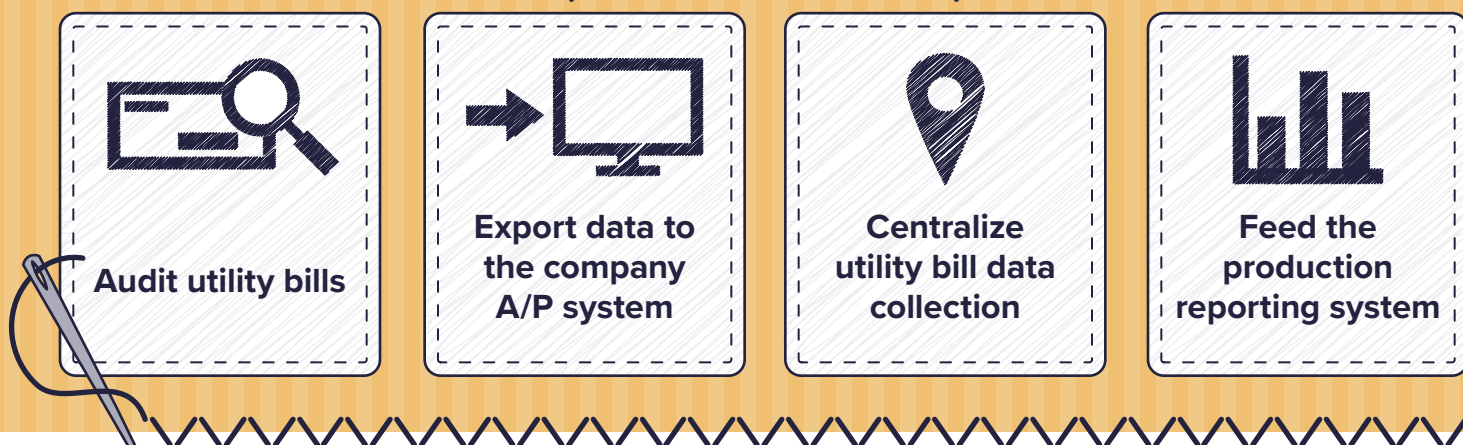 Audit utility bills
Export data to
the company
A/P system
Centralize
utility bill data
collection
Feed the
production
reporting system